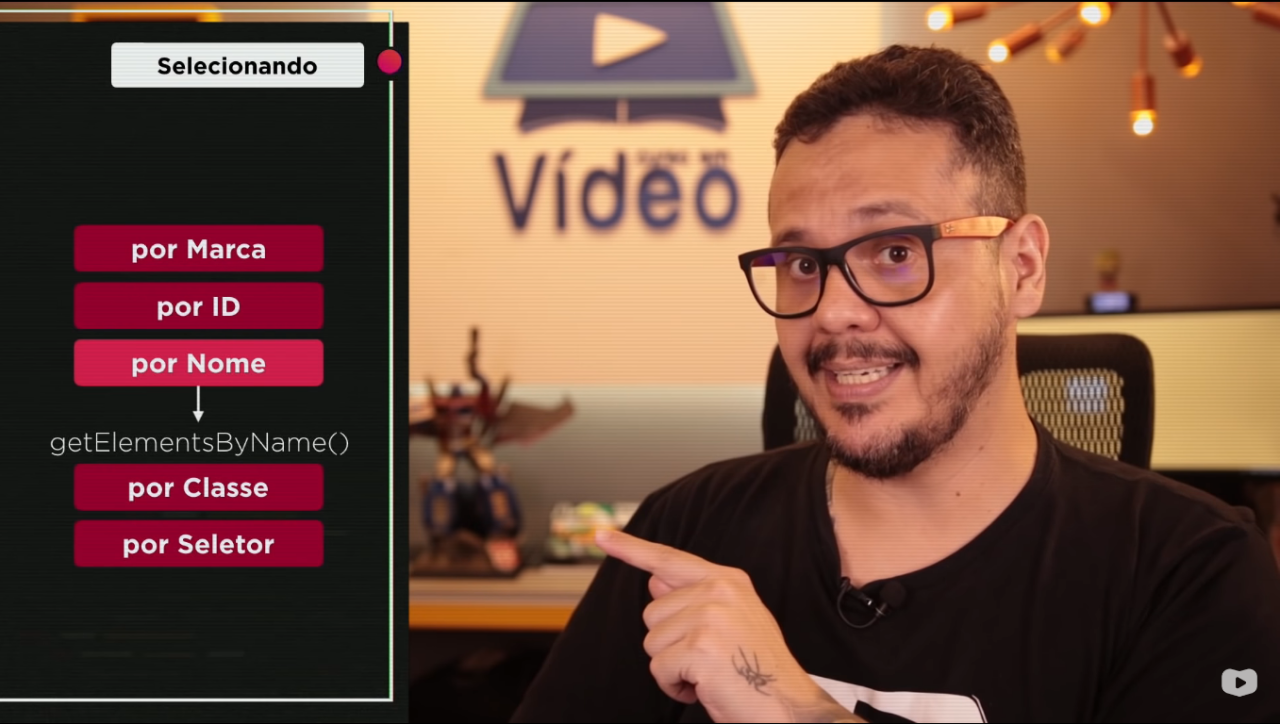 Selecionando
por Marca
por ID
por Nome
getElementsByName()
por Classe
por Seletor
Vídeo